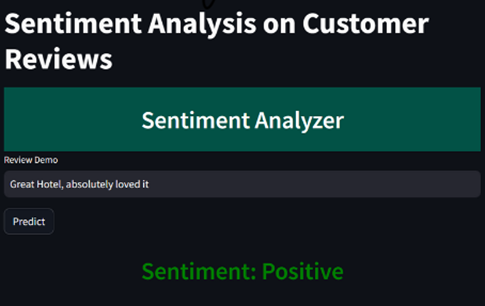 Sentiment Analysis on Customer
Reviews
Sentiment Analyzer
Review Demo
Great Hotel, absolutely loved it
Predict
Sentiment: Positive